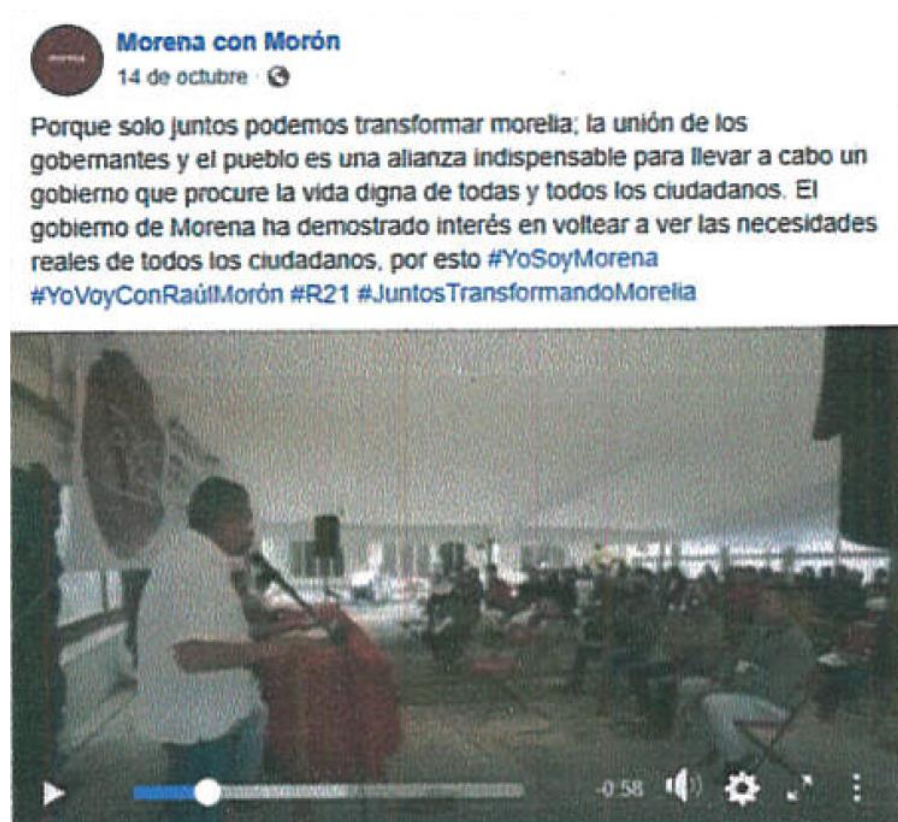 Morena con Morón
14 de octubre
Porque solo juntos podemos transformar morelia; la unión de los
gobernantes y el pueblo es una alianza indispensable para llevar a cabo un
gobierno que procure la vida digna de todas y todos los ciudadanos. El
gobierno de Morena ha demostrado interés en voltear a ver las necesidades
reales de todos los ciudadanos, por esto #YoSoyMorena
#YoVoyConRaúlMorón #R21 #JuntosTransformandoMorelia
-0:58